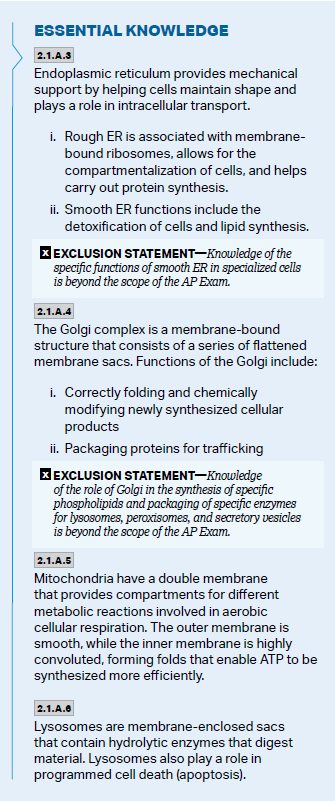 ESSENTIAL KNOWLEDGE
2.1.A.3
Endoplasmic reticulum provides mechanical
support by helping cells maintain shape and
plays a role in intracellular transport.
i. Rough ER is associated with membrane-
bound ribosomes, allows for the
compartmentalization of cells, and helps
carry out protein synthesis.
ii. Smooth ER functions include the
detoxification of cells and lipid synthesis.
X EXCLUSION STATEMENT—Knowledge of the
specific functions of smooth ER in specialized cells
is beyond the scope of the AP Exam.
2.1.A.4
The Golgi complex is a membrane-bound
structure that consists of a series of flattened
membrane sacs. Functions of the Golgi include:
i. Correctly folding and chemically
modifying newly synthesized cellular
products
ii. Packaging proteins for trafficking
X EXCLUSION STATEMENT—Knowledge
of the role of Golgi in the synthesis of specific
phospholipids and packaging of specific enzymes
for lysosomes, peroxisomes, and secretory vesicles
is beyond the scope of the AP Exam.
2.1.A.5
Mitochondria have a double membrane
that provides compartments for different
metabolic reactions involved in aerobic
cellular respiration. The outer membrane is
smooth, while the inner membrane is highly
convoluted, forming folds that enable ATP to be
synthesized more efficiently.
2.1.A.6
Lysosomes are membrane-enclosed sacs
that contain hydrolytic enzymes that digest
material. Lysosomes also play a role in
programmed cell death (apoptosis).